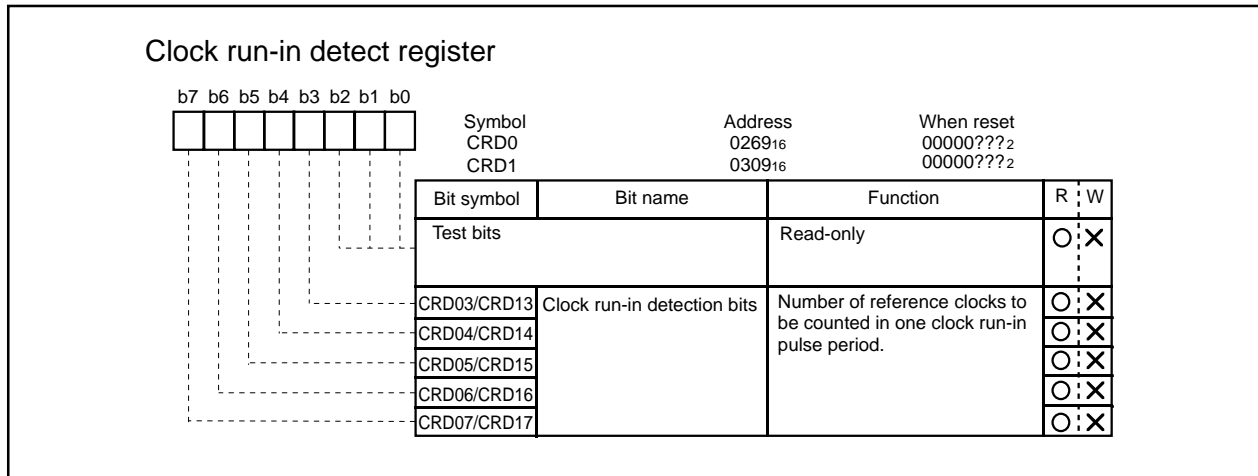 Clock run-in detect register
b7 b6 b5 b4 b3 b2 b1 b0
Symbol Address When reset
CRD0 026916 00000???2
CRD1 030916 00000???2
Bit symbol Bit name Function R W
Test bits Read-only O X
CRD03/CRD13 Clock run-in detection bits Number of reference clocks to O X
be counted in one clock run-in
CRD04/CRD14 O X
pulse period.
CRD05/CRD15 O X
CRD06/CRD16 O X
CRD07/CRD17 O X